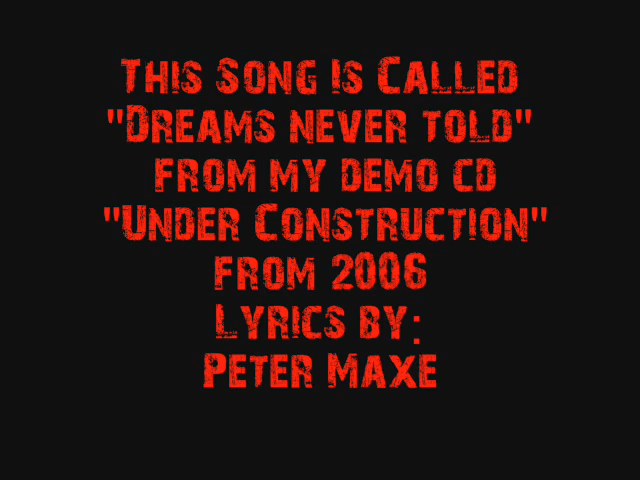 This Song Is Called
"Dreams never told"
from my demo cd
"Under Construction"
from 2006
Lyrics by:
Peter Maxe